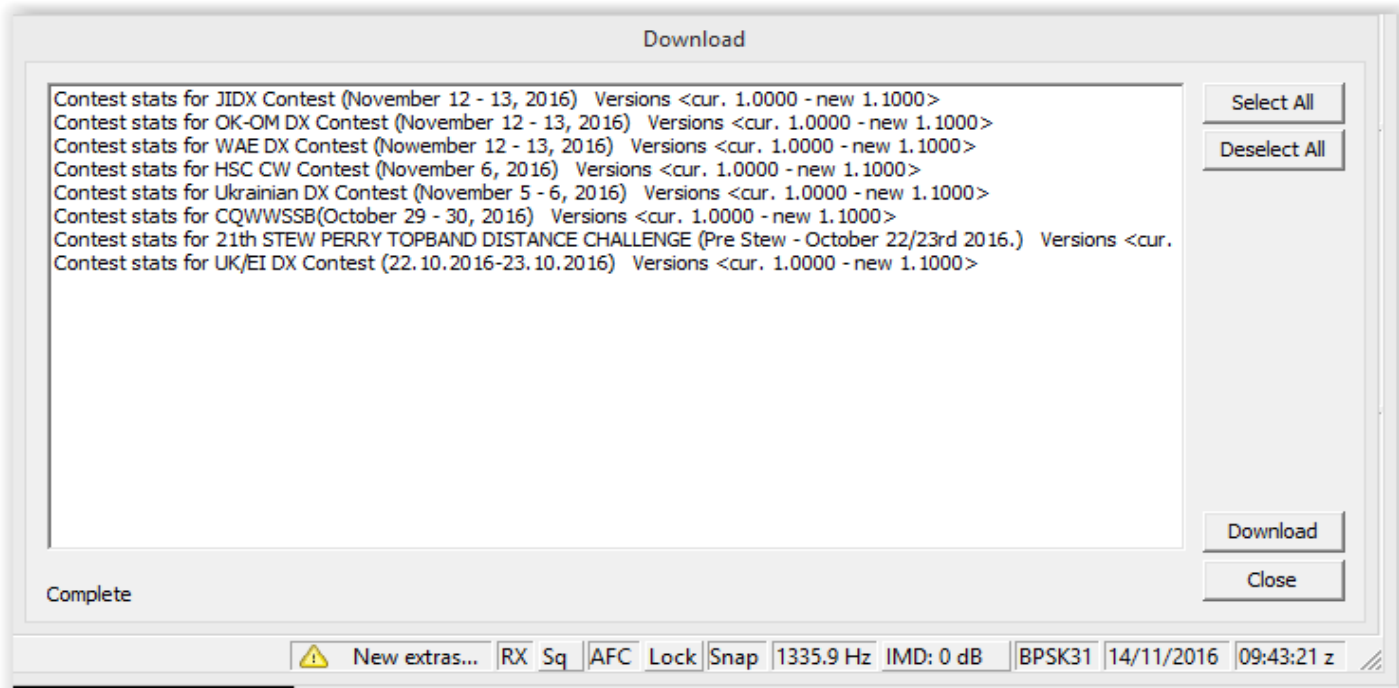 Download
Contest stats for JIDX Contest (November 12 - 13, 2016) Versions <cur. 1.0000 - new 1.1000>
Contest stats for OK-OM DX Contest (November 12 - 13, 2016) Versions <cur. 1.0000 - new 1.1000>
Contest stats for WAE DX Contest (Nowember 12 - 13, 2016) Versions <cur. 1.0000 - new 1.1000>
Contest stats for HSC CW Contest (November 6, 2016) Versions <cur. 1.0000 - new 1.1000>
Contest stats for Ukrainian DX Contest (November 5 - 6, 2016) Versions <cur. 1.0000 - new 1.1000>
Contest stats for CQWWSSB(October 29 - 30, 2016) Versions <cur. 1.0000 - new 1.1000>
Contest stats for 21th STEW PERRY TOPBAND DISTANCE CHALLENGE (Pre Stew - October 22/23rd 2016.) Versions <cur.
Contest stats for UK/EI DX Contest (22.10.2016-23.10.2016) Versions <cur. 1.0000 - new 1.1000>
Select All
Deselect All
Download
Close
Complete
New extras... RX Sq AFC Lock Snap 1335.9 Hz IMD: 0 dB BPSK31 14/11/2016 09:43:21 z